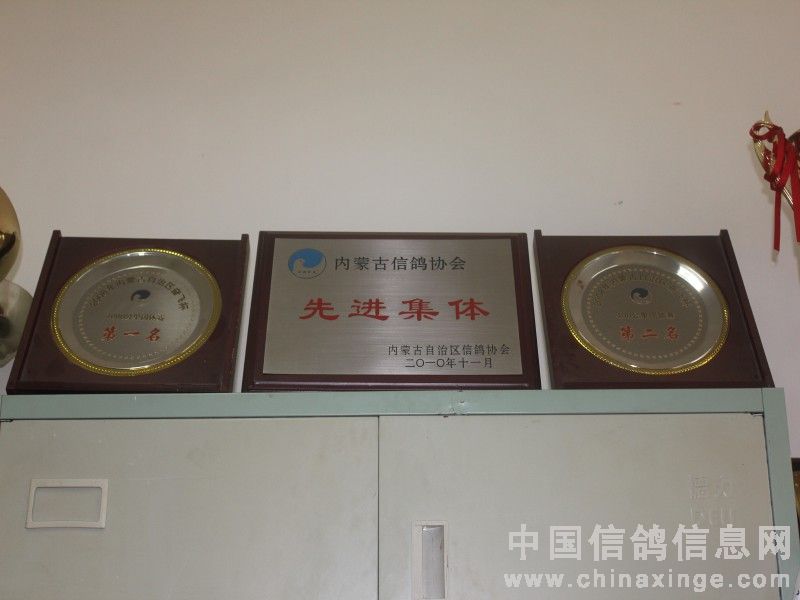 第一名
内蒙古信鸽协会
先进集体
内蒙古自治区信鸽协会
二〇一〇年十一月
第二名
中国信鸽信息网
www.chinaxinge.com